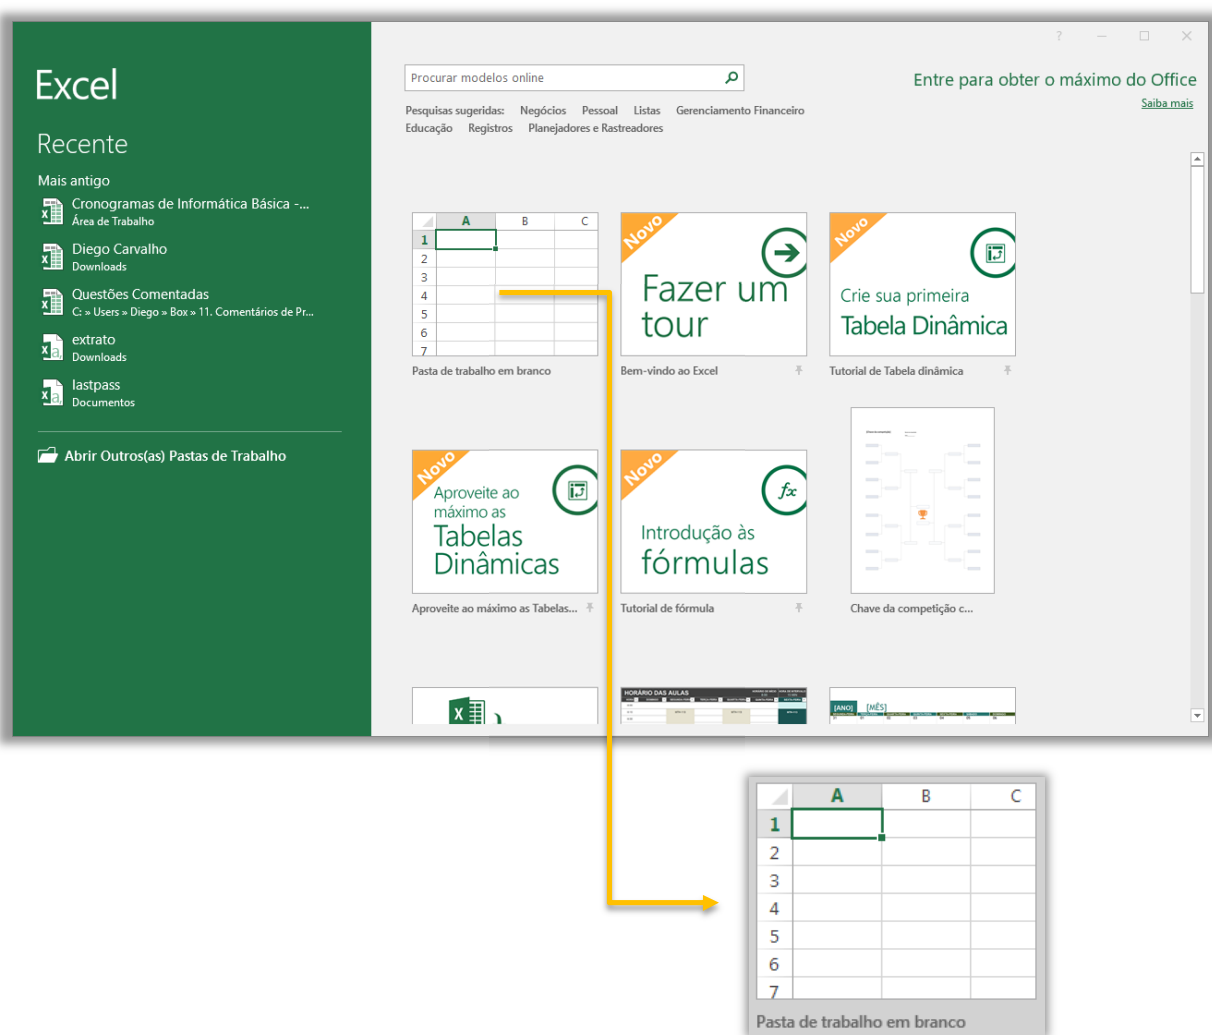 Excel
Recente
Mais antigo
Cronogramas de Informática Básica -...
Área de Trabalho
Diego Carvalho
Downloads
Questões Comentadas
C: » Users » Diego » Box » 11. Comentários de Pr...
extrato
Downloads
lastpass
Documentos
Abrir Outros(as) Pastas de Trabalho
?
Procurar modelos online
Entre para obter o máximo do Office
Saiba mais
Pesquisas sugeridas: Negócios Pessoal Listas Gerenciamento Financeiro
Educação Registros Planejadores e Rastreadores
A B C
1
2
3
4
5
6
7
Pasta de trabalho em branco
Novo
Fazer um
tour
Bem-vindo ao Excel
Novo
Crie sua primeira
Tabela Dinâmica
Tutorial de Tabela dinâmica
Novo
Aproveite ao
máximo as
Tabelas
Dinâmicas
Aproveite ao máximo as Tabelas...
Novo
fx
Introdução às
fórmulas
Tutorial de fórmula
Chave da competição c...
X
HORÁRIO DAS AULAS
[ANO] [MÊS]
A B C
1
2
3
4
5
6
7
Pasta de trabalho em branco